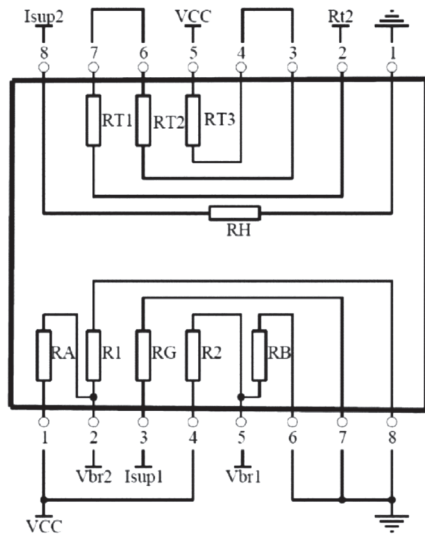 Isup2 VCC Rt2
8 7 6 5 4 3 2 1
RT1 RT2 RT3
RH
RA R1 RG R2 RB
1 2 3 4 5 6 7 8
Vbr2 Isup1 Vbr1
VCC